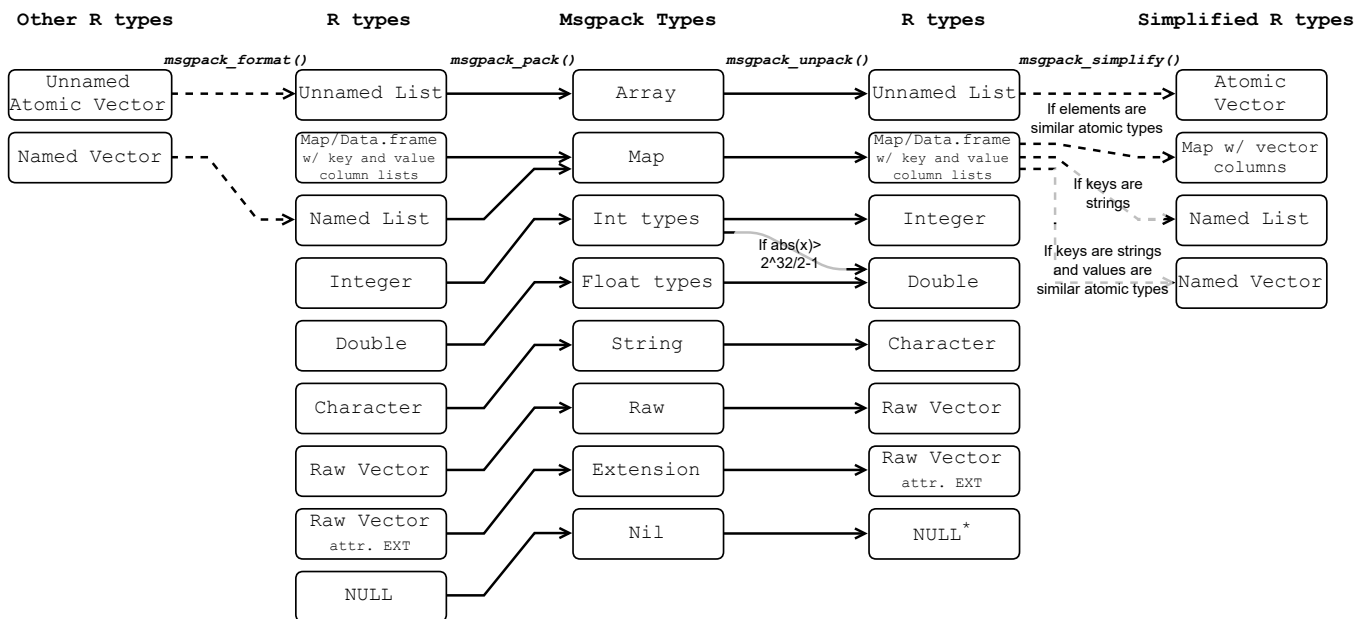 Other R types
R types
Msgpack Types
R types
Simplified R types
msgpack_format()
msgpack_pack()
msgpack_unpack()
msgpack_simplify()
Unnamed
Atomic Vector
Unnamed List
Array
Unnamed List
Atomic
Vector
If elements are
similar atomic types
Named Vector
Map/Data.frame
w/ key and value
column lists
Map
Map/Data.frame
w/ key and value
column lists
Map w/ vector
columns
If keys are
strings
Named List
Int types
Integer
Named List
If abs(x)>
2^32/2-1
If keys are strings
and values are
similar atomic types
Integer
Float types
Double
Named Vector
Double
String
Character
Character
Raw
Raw Vector
Raw Vector
Extension
Raw Vector
attr. EXT
Raw Vector
attr. EXT
Nil
NULL*
NULL